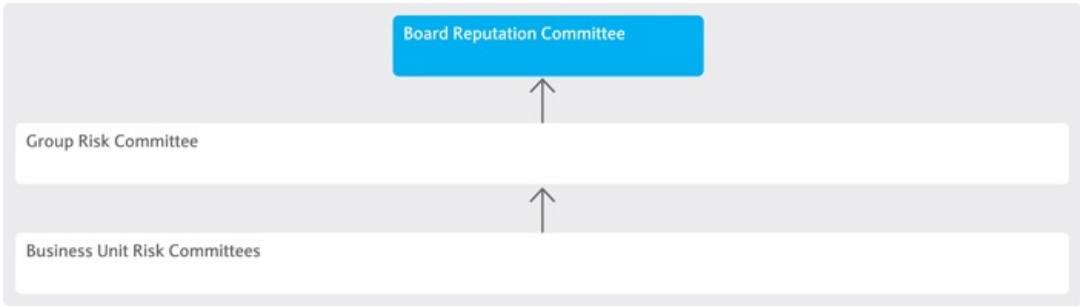 Board Reputation Committee
Group Risk Committee
Business Unit Risk Committees